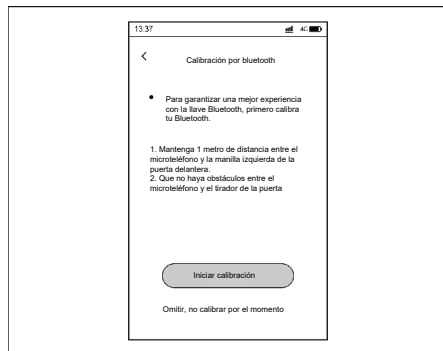 13:37 4G
Calibración por bluetooth
Para garantizar una mejor experiencia
con la llave Bluetooth, primero calibra
tu Bluetooth.
1. Mantenga 1 metro de distancia entre el
microteléfono y la manilla izquierda de la
puerta delantera.
2. Que no haya obstáculos entre el
microteléfono y el tirador de la puerta
Iniciar calibración
Omitir, no calibrar por el momento